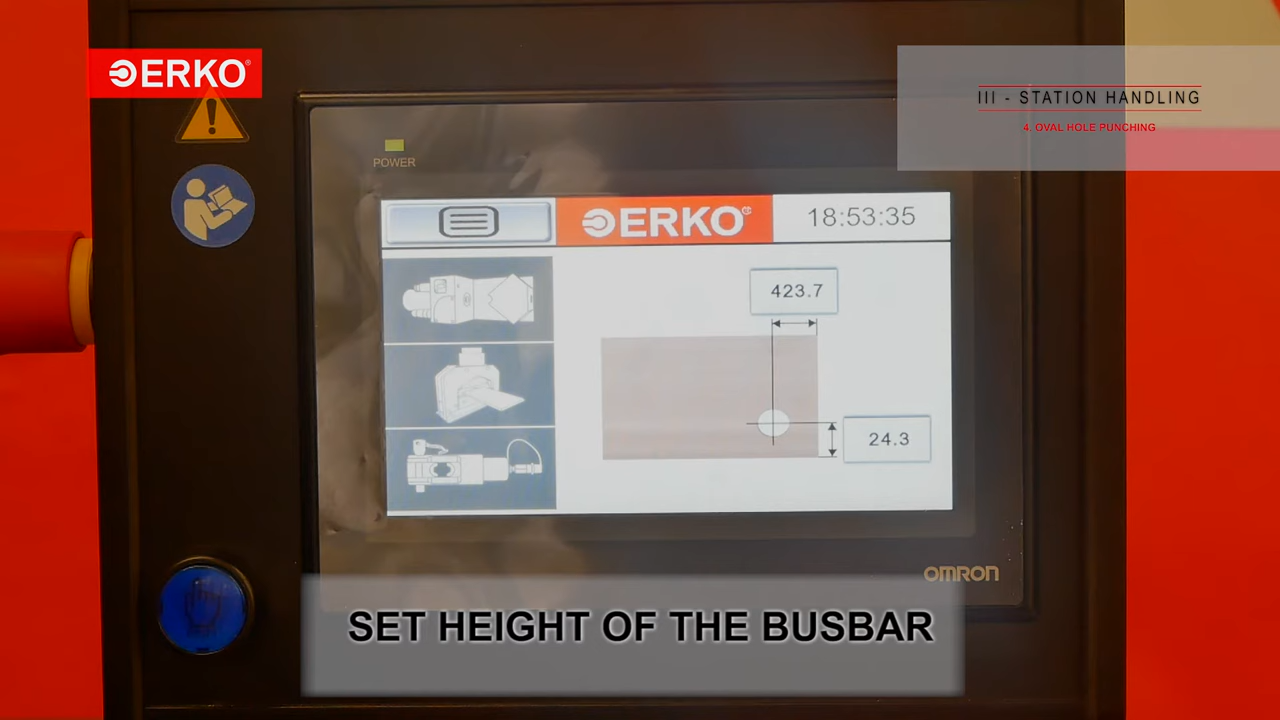 ERKO®
III - STATION HANDLING
4. OVAL HOLE PUNCHING
POWER
ERKO®
18:53:35
423.7
24.3
OMRON
SET HEIGHT OF THE BUSBAR